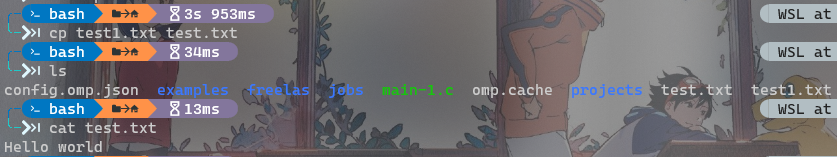 >_ bash 3s 953ms WSL at
cp test1.txt test.txt
>_ bash 34ms WSL at
ls
config.omp.json examples freelas jobs main-1.c omp.cache projects test.txt test1.txt
>_ bash 13ms WSL at
cat test.txt
Hello world